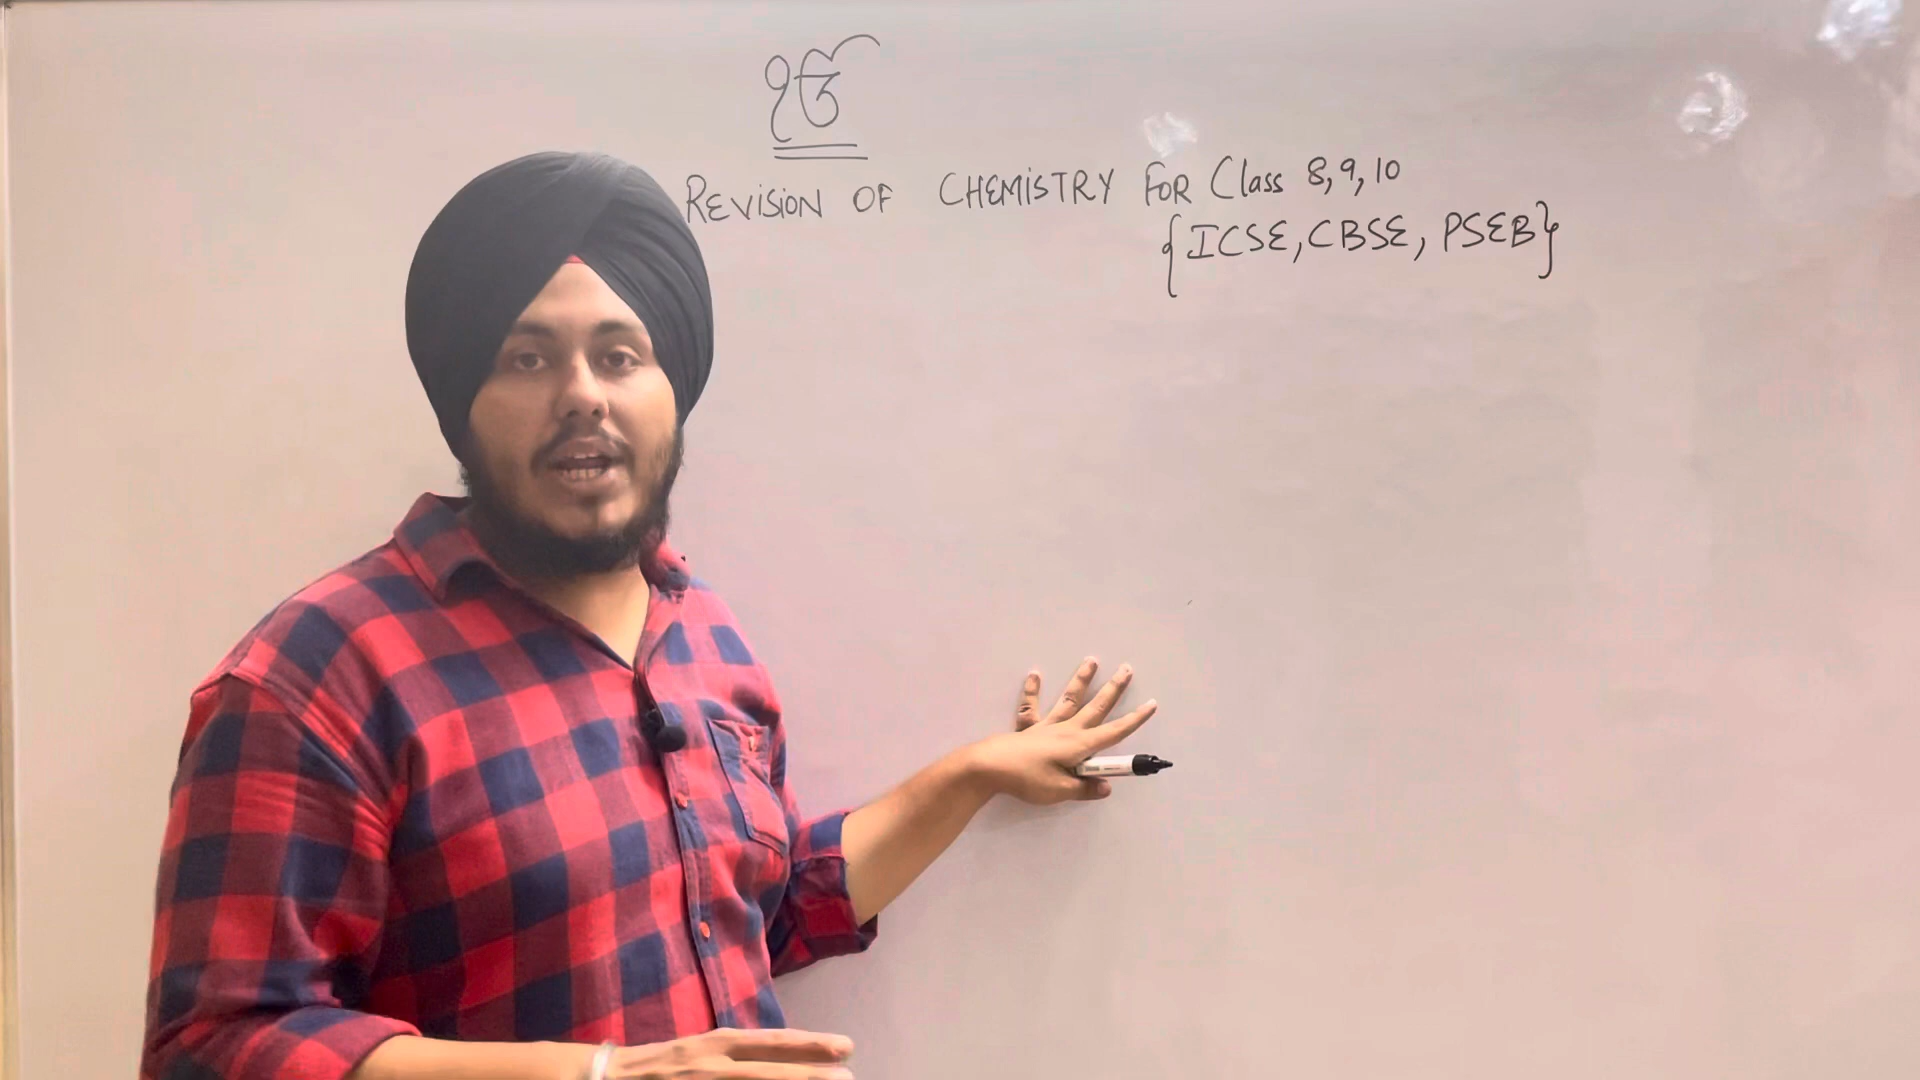 ੴ
REVISION OF CHEMISTRY FOR Class 8,9,10
{ICSE, CBSE, PSEB}